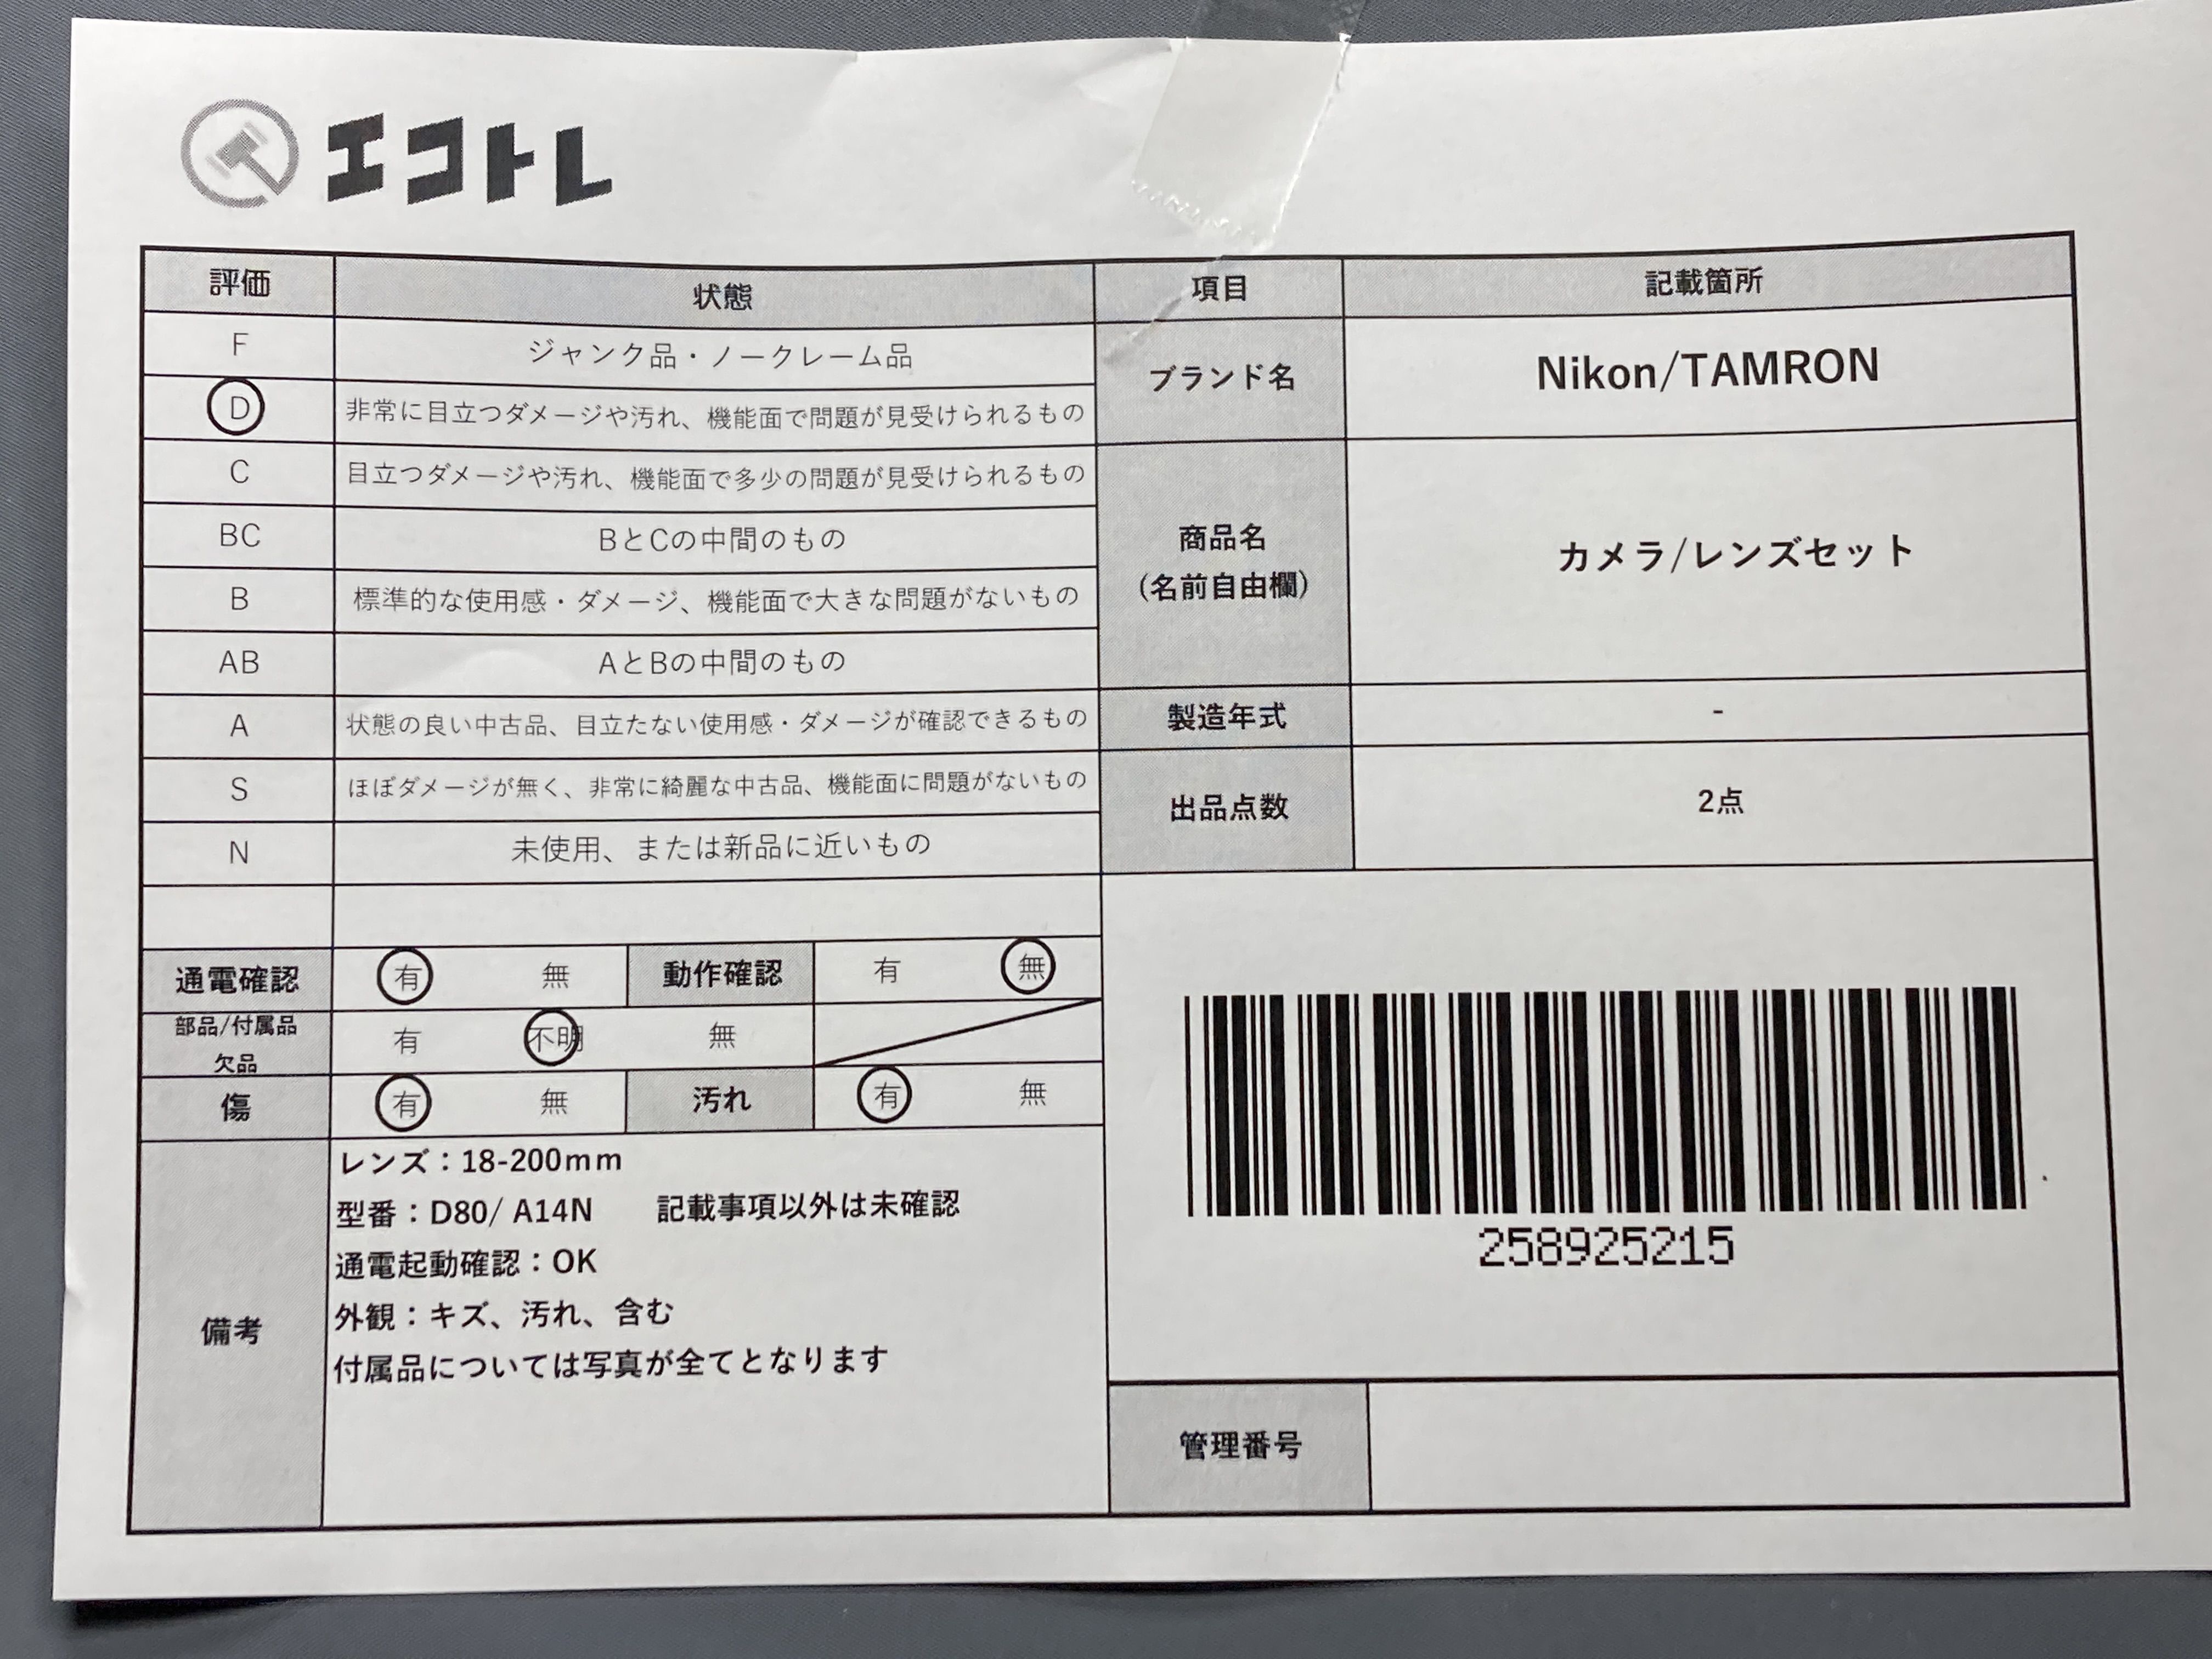 エコトレ
評価 状態 項目 記載箇所
F ジャンク品・ノークレーム品
D 非常に目立つダメージや汚れ、機能面で問題が見受けられるもの
ブランド名 Nikon/TAMRON
C 目立つダメージや汚れ、機能面で多少の問題が見受けられるもの
BC BとCの中間のもの
商品名
(名前自由欄)
カメラ/レンズセット
B 標準的な使用感・ダメージ、機能面で大きな問題がないもの
AB AとBの中間のもの
A 状態の良い中古品、目立たない使用感・ダメージが確認できるもの
製造年式 -
S ほぼダメージが無く、非常に綺麗な中古品、機能面に問題がないもの
出品点数 2点
N 未使用、または新品に近いもの
通電確認 有 無 動作確認 有 無
部品/付属品
欠品
有 不明 無
傷 有 無 汚れ 有 無
備考
レンズ：18-200mm
型番：D80/ A14N 記載事項以外は未確認
通電起動確認：OK
外観：キズ、汚れ、含む
付属品については写真が全てとなります
258925215
管理番号